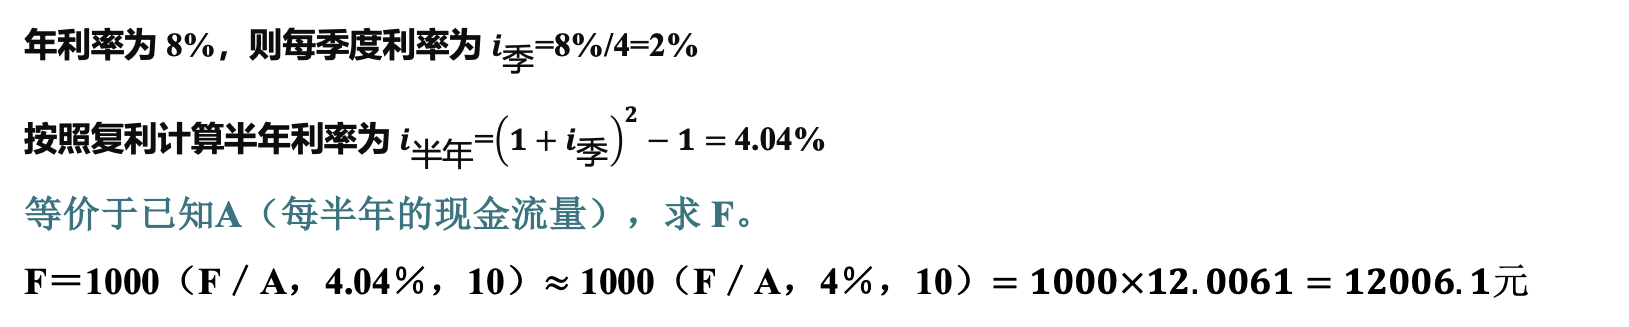 年利率为 8%，则每季度利率为 i季=8%/4=2%
按照复利计算半年利率为 i半年=(1 + i季)² − 1 = 4.04%
等价于已知A（每半年的现金流量），求 F。
F＝1000（F／A，4.04％，10）≈ 1000（F／A，4％，10）= 1000×12.0061 = 12006.1元